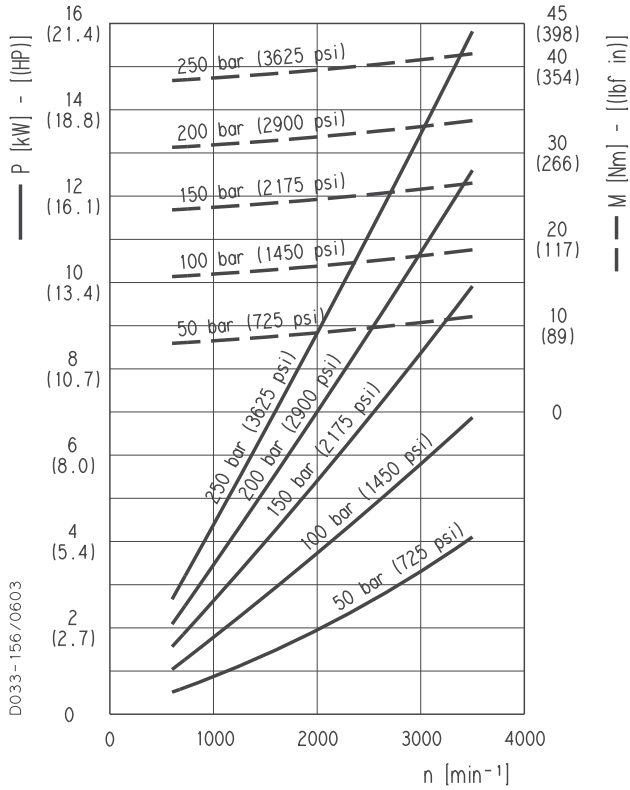 16
(21.4)
14
(18.8)
12
(16.1)
10
(13.4)
8
(10.7)
6
(8.0)
4
(5.4)
2
(2.7)
0
P [kW] - [(HP)]
D033-156/0603
250 bar (3625 psi)
200 bar (2900 psi)
150 bar (2175 psi)
100 bar (1450 psi)
50 bar (725 psi)
250 bar (3625 psi)
200 bar (2900 psi)
150 bar (2175 psi)
100 bar (1450 psi)
50 bar (725 psi)
45
(398)
40
(354)
30
(266)
20
(117)
10
(89)
0
M [Nm] - [(lbf in)]
0 1000 2000 3000 4000
n [min⁻¹]